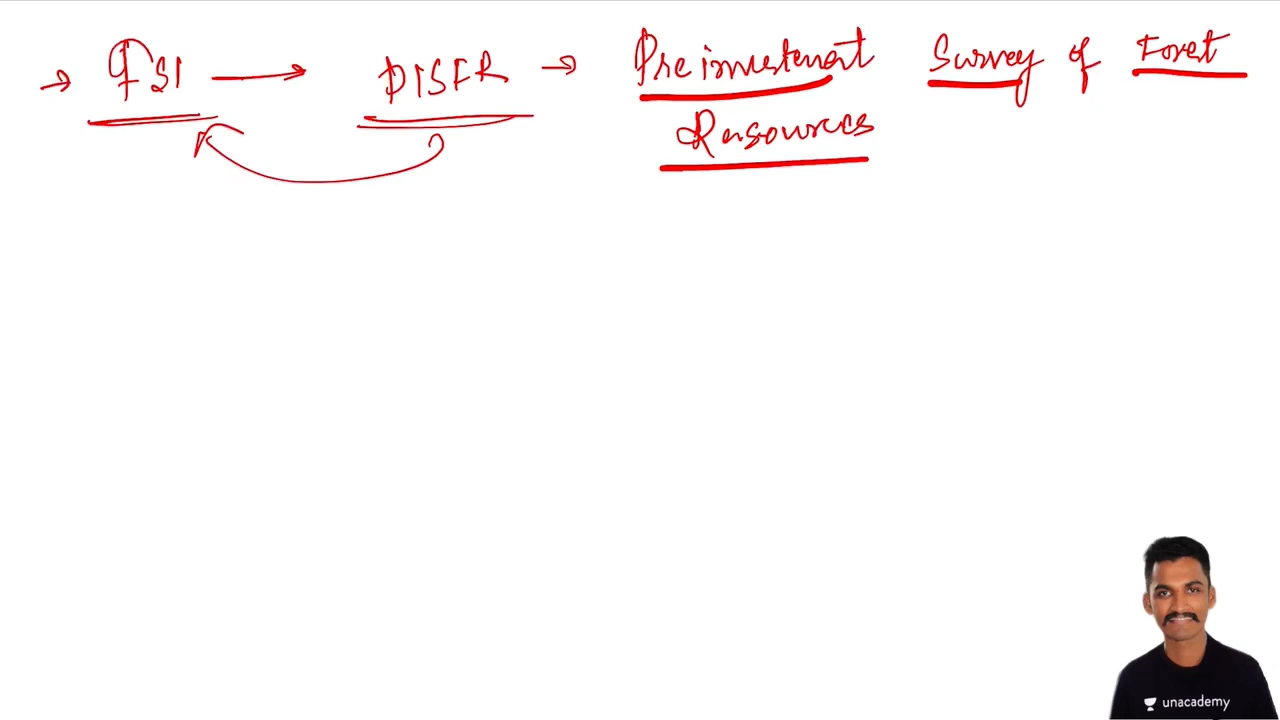 → FSI → PISFR → Preinvestment Survey of Forest
Resources
unacademy